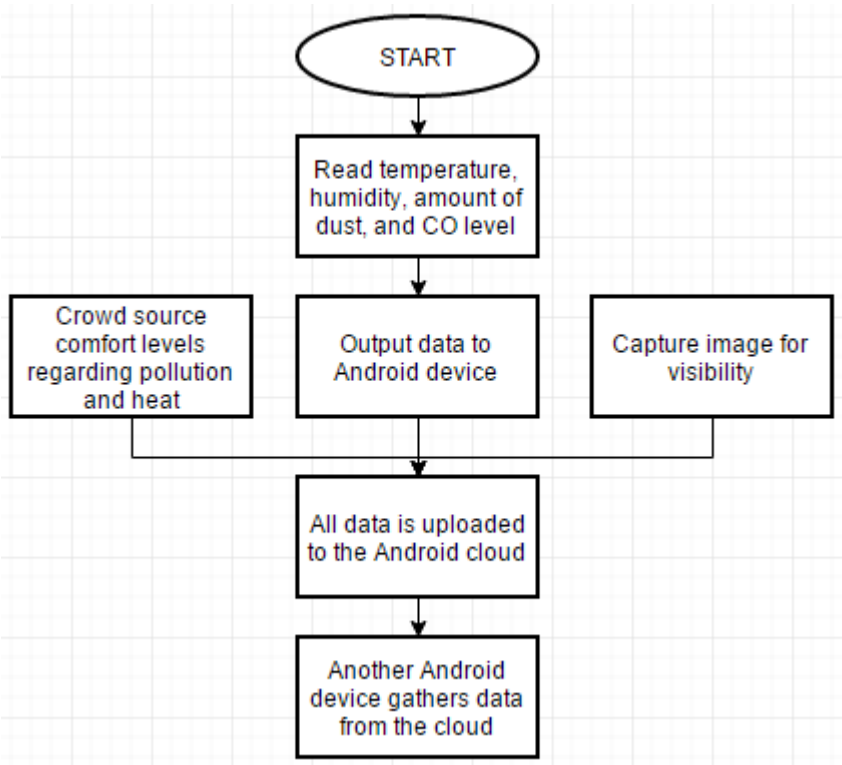 START
Read temperature,
humidity, amount of
dust, and CO level
Crowd source
comfort levels
regarding pollution
and heat
Output data to
Android device
Capture image for
visibility
All data is uploaded
to the Android cloud
Another Android
device gathers data
from the cloud